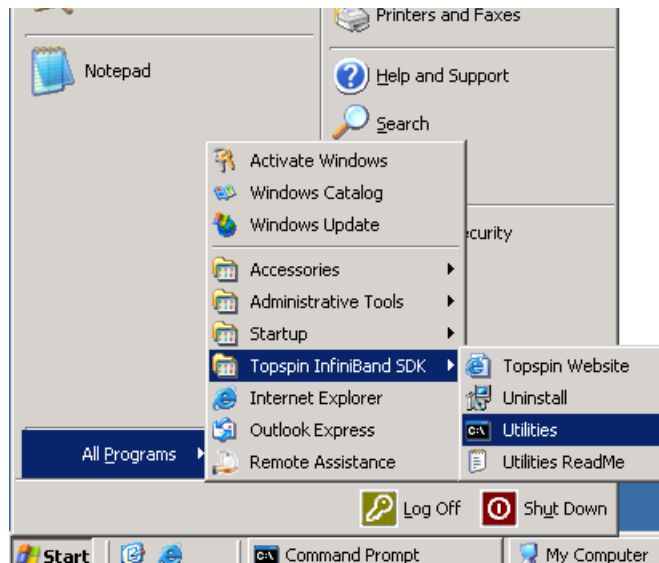 Printers and Faxes
Notepad
Help and Support
Search
Activate Windows
Windows Catalog
Windows Update
ecurity
Accessories
Administrative Tools
Startup
Topspin InfiniBand SDK
Topspin Website
Internet Explorer
Uninstall
Outlook Express
Utilities
All Programs
Remote Assistance
Utilities ReadMe
Log Off
Shut Down
Start
Command Prompt
My Computer